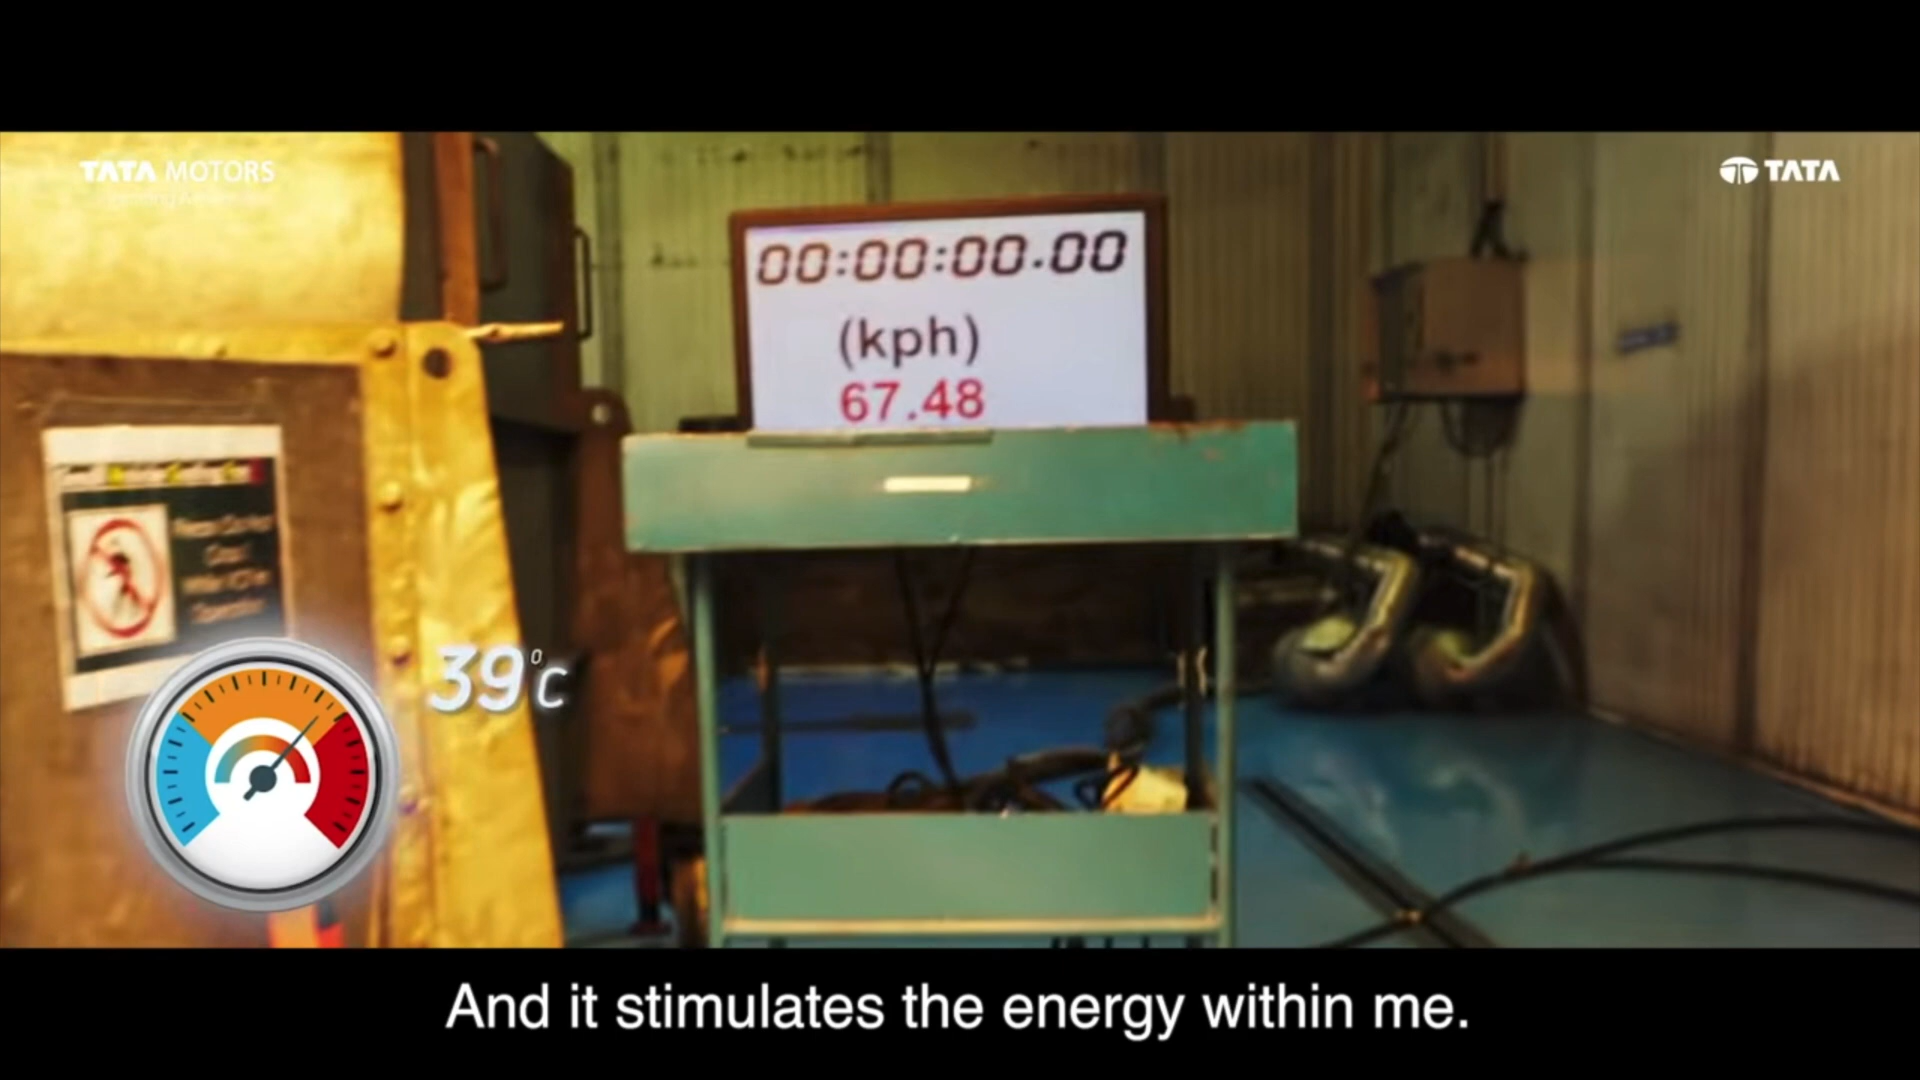 TATA MOTORS
TATA
00:00:00.00
(kph)
67.48
39°C
And it stimulates the energy within me.